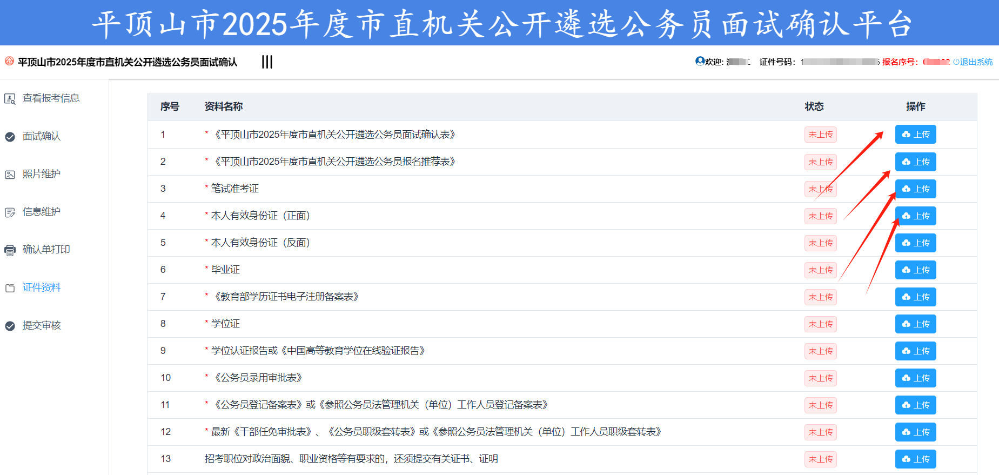 平顶山市2025年度市直机关公开遴选公务员面试确认平台
平顶山市2025年度市直机关公开遴选公务员面试确认
欢迎: 证件号码：1 5 报名序号： 退出系统
查看报考信息
面试确认
照片维护
信息维护
确认单打印
证件资料
提交审核
序号 资料名称 状态 操作
1 * 《平顶山市2025年度市直机关公开遴选公务员面试确认表》 未上传 上传
2 * 《平顶山市2025年度市直机关公开遴选公务员报名推荐表》 未上传 上传
3 * 笔试准考证 未上传 上传
4 * 本人有效身份证（正面） 未上传 上传
5 * 本人有效身份证（反面） 未上传 上传
6 * 毕业证 未上传 上传
7 * 《教育部学历证书电子注册备案表》 未上传 上传
8 * 学位证 未上传 上传
9 * 学位认证报告或《中国高等教育学位在线验证报告》 未上传 上传
10 * 《公务员录用审批表》 未上传 上传
11 * 《公务员登记备案表》或《参照公务员法管理机关（单位）工作人员登记备案表》 未上传 上传
12 * 最新《干部任免审批表》、《公务员职级套转表》或《参照公务员法管理机关（单位）工作人员职级套转表》 未上传 上传
13 招考职位对政治面貌、职业资格等有要求的，还须提交有关证书、证明 未上传 上传